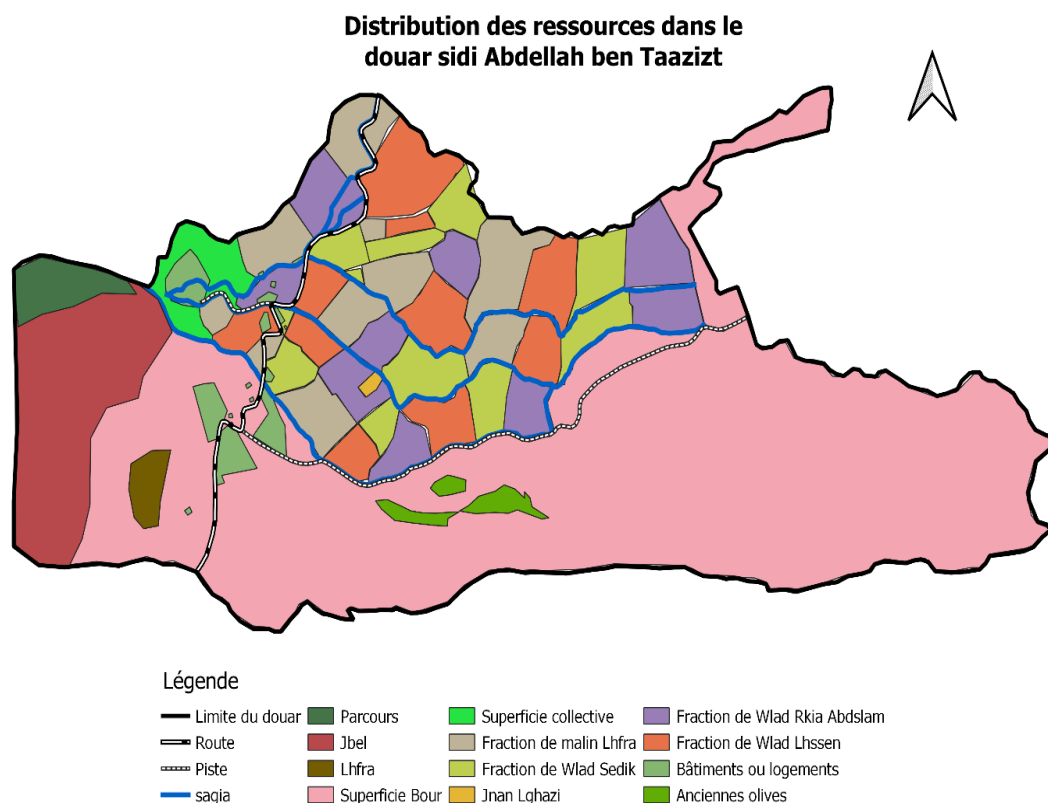 Distribution des ressources dans le
douar sidi Abdellah ben Taazizt
Légende
Limite du douar
Route
Piste
sagia
Parcours
Jbel
Lhfra
Superficie Bour
Superficie collective
Fraction de malin Lhfra
Fraction de Wlad Sedik
Jnan Lghazi
Fraction de Wlad Rkia Abdslam
Fraction de Wlad Lhssen
Bâtiments ou logements
Anciennes olives